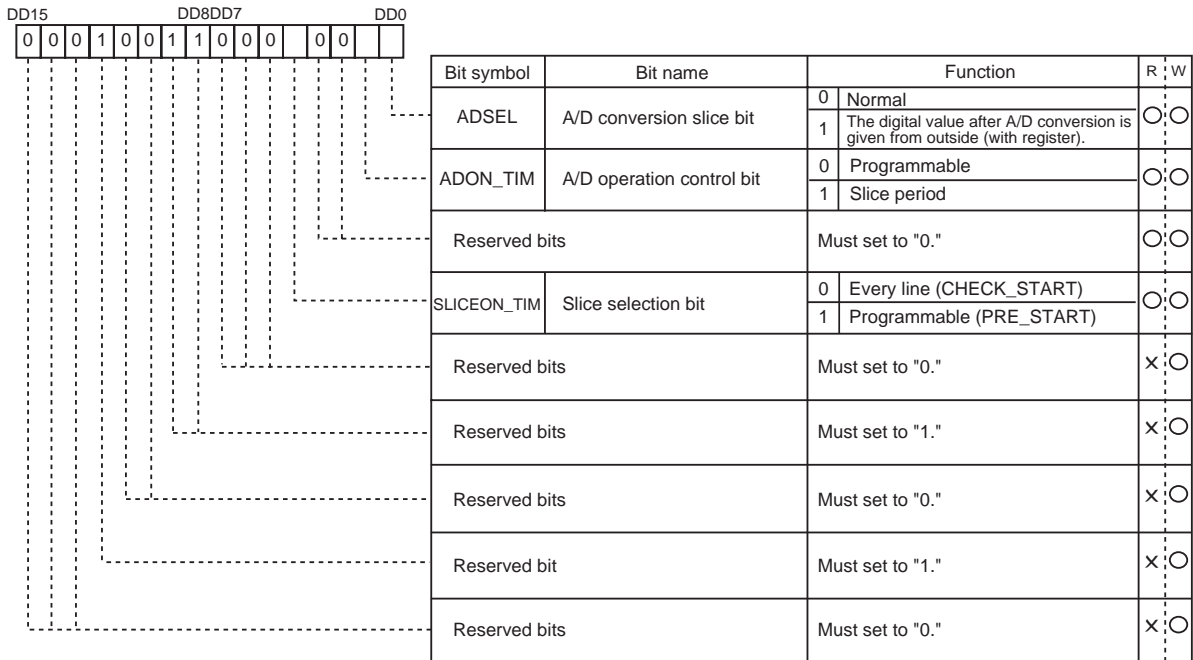 DD15 DD8DD7 DD0
0 0 0 1 0 0 1 1 0 0 0 0 0
Bit symbol Bit name Function R W
ADSEL A/D conversion slice bit 0 Normal
1 The digital value after A/D conversion is
given from outside (with register).
ADON_TIM A/D operation control bit 0 Programmable
1 Slice period
Reserved bits Must set to "0."
SLICEON_TIM Slice selection bit 0 Every line (CHECK_START)
1 Programmable (PRE_START)
Reserved bits Must set to "0."
Reserved bits Must set to "1."
Reserved bits Must set to "0."
Reserved bit Must set to "1."
Reserved bits Must set to "0."